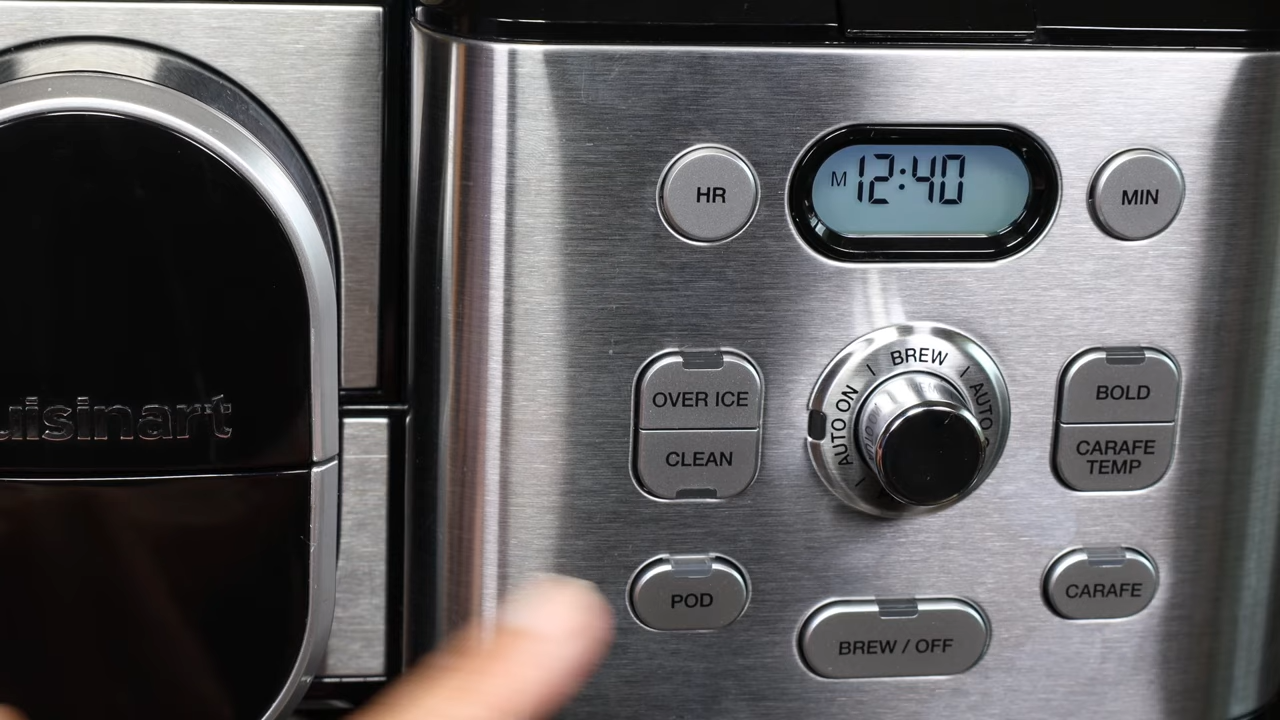 HR
M 12:40
MIN
OVER ICE
CLEAN
BREW
AUTO ON
AUTO
BOLD
CARAFE
TEMP
uisinart
POD
BREW / OFF
CARAFE